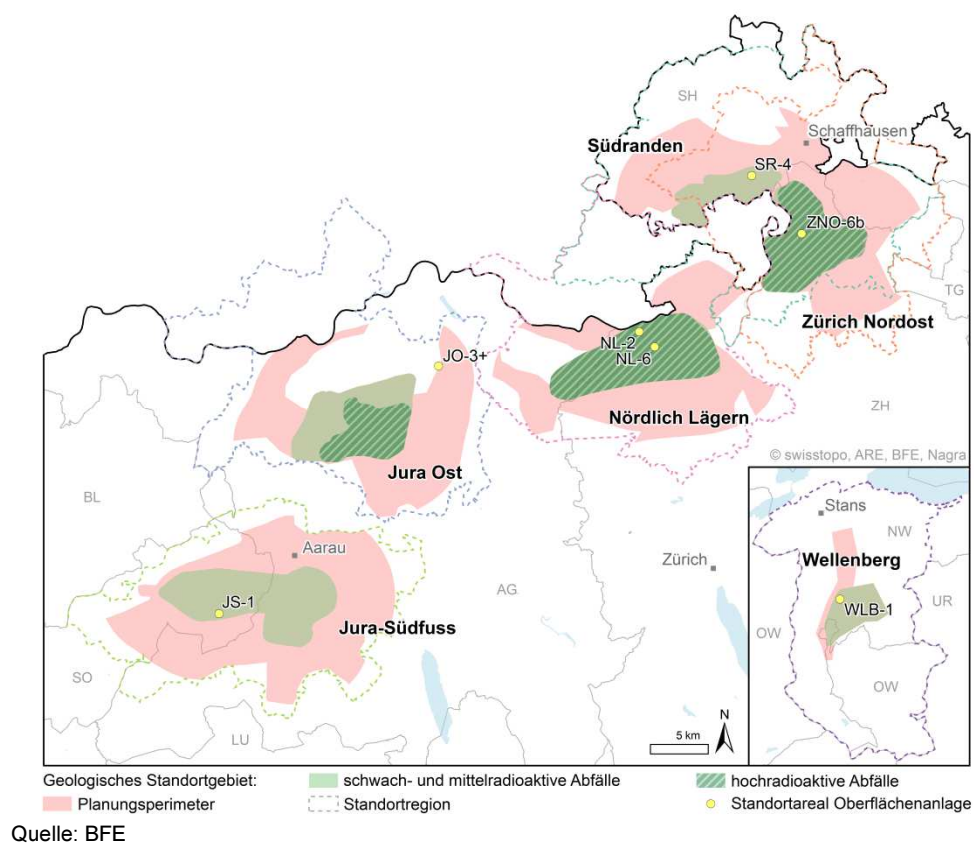 SH
Schaffhausen
Südranden
SR-4
ZNO-6b
TG
Zürich Nordost
NL-2
NL-6
JO-3+
Nördlich Lägern
ZH
© swisstopo, ARE, BFE, Nagra
Jura Ost
BL
Stans
NW
Aarau
Zürich
Wellenberg
AG
JS-1
WLB-1
UR
Jura-Südfuss
OW
SO
OW
LU
N
5 km
Geologisches Standortgebiet:
schwach- und mittelradioaktive Abfälle
hochradioaktive Abfälle
Planungsperimeter
Standortregion
Standortareal Oberflächenanlage
Quelle: BFE